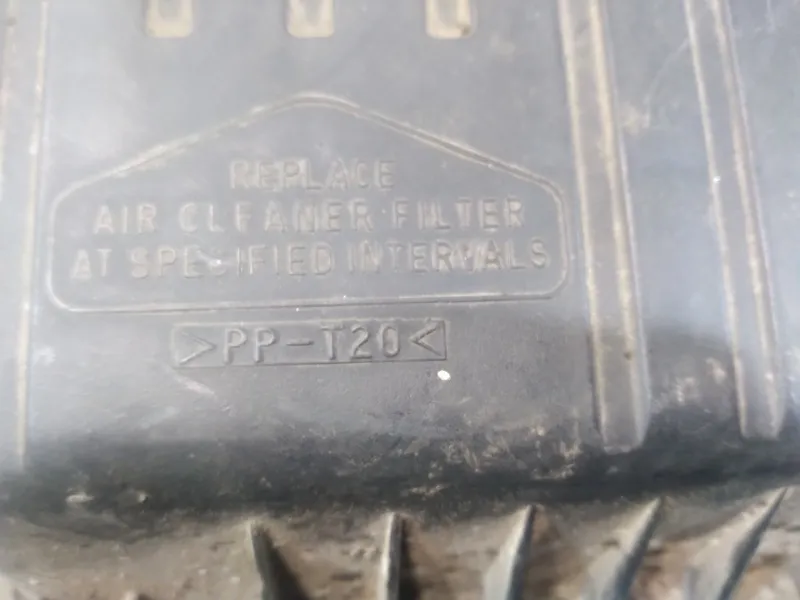 REPLACE
AIR CLEANER FILTER
AT SPECIFIED INTERVALS
>PP-T20<